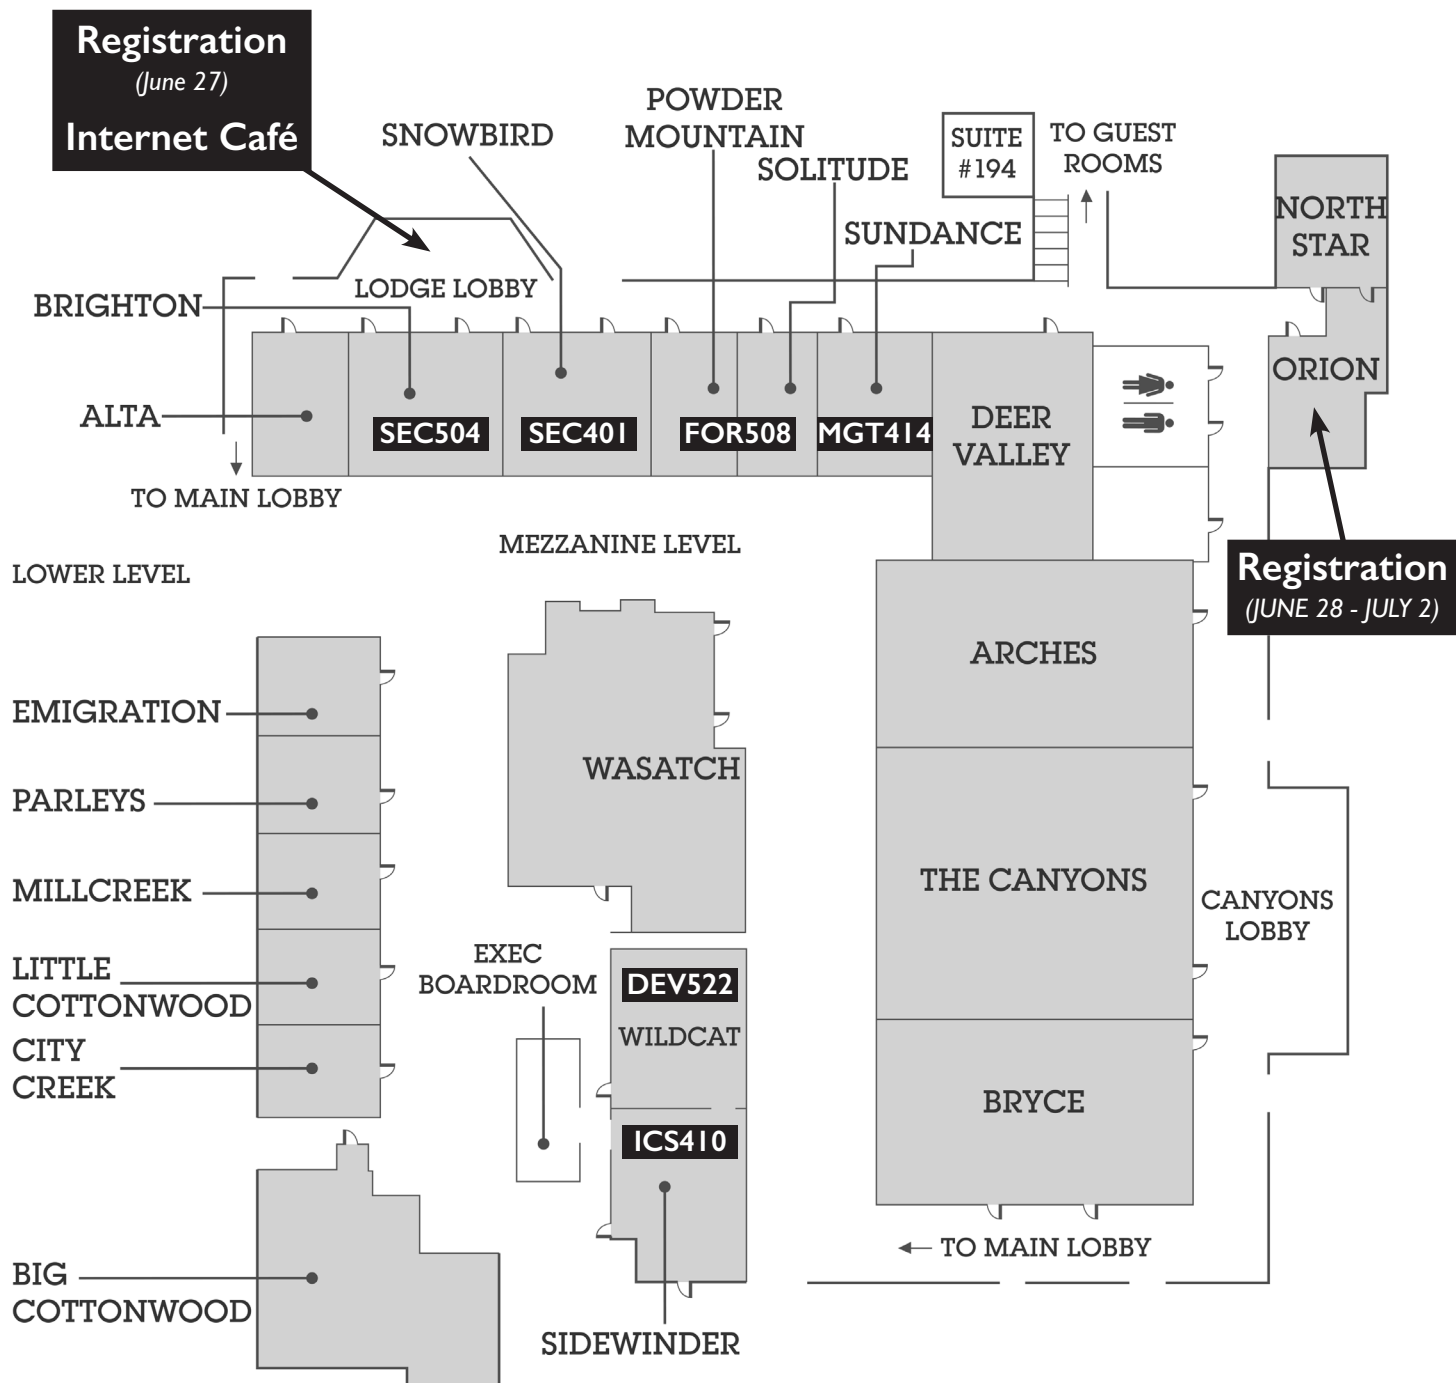 Registration
(June 27)
Internet Café
SNOWBIRD
POWDER
MOUNTAIN
SOLITUDE
SUNDANCE
SUITE
#194
TO GUEST
ROOMS
NORTH
STAR
LODGE LOBBY
BRIGHTON
ALTA
ORION
DEER
VALLEY
SEC504
SEC401
FOR508
MGT414
TO MAIN LOBBY
MEZZANINE LEVEL
LOWER LEVEL
Registration
(JUNE 28 - JULY 2)
ARCHES
EMIGRATION
WASATCH
PARLEYS
THE CANYONS
MILLCREEK
CANYONS
LOBBY
EXEC
BOARDROOM
LITTLE
COTTONWOOD
DEV522
WILDCAT
CITY
CREEK
BRYCE
ICS410
TO MAIN LOBBY
BIG
COTTONWOOD
SIDEWINDER